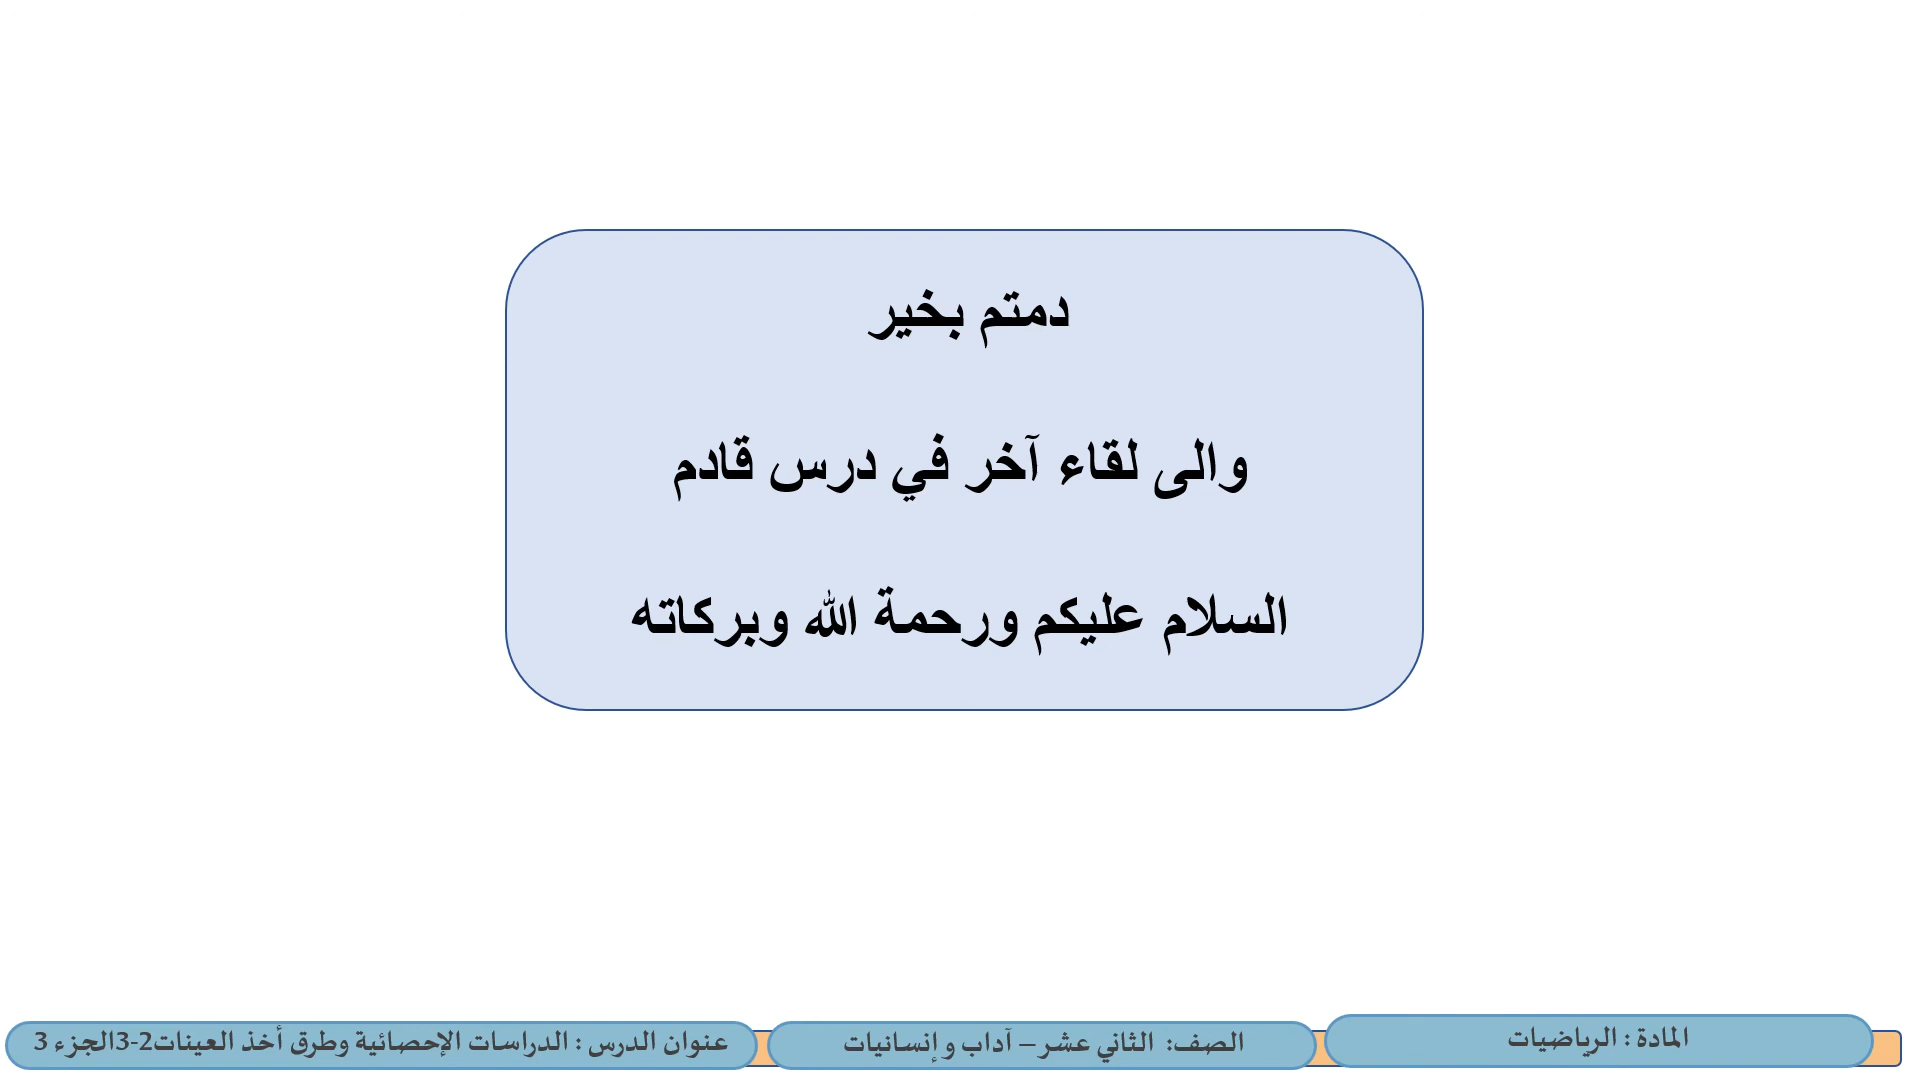 دمتم بخير
والى لقاء آخر في درس قادم
السلام عليكم ورحمة الله وبركاته
المادة : الرياضيات
الصف: الثاني عشر – آداب وإنسانيات
عنوان الدرس : الدراسات الإحصائية وطرق أخذ العينات2-3الجزء 3